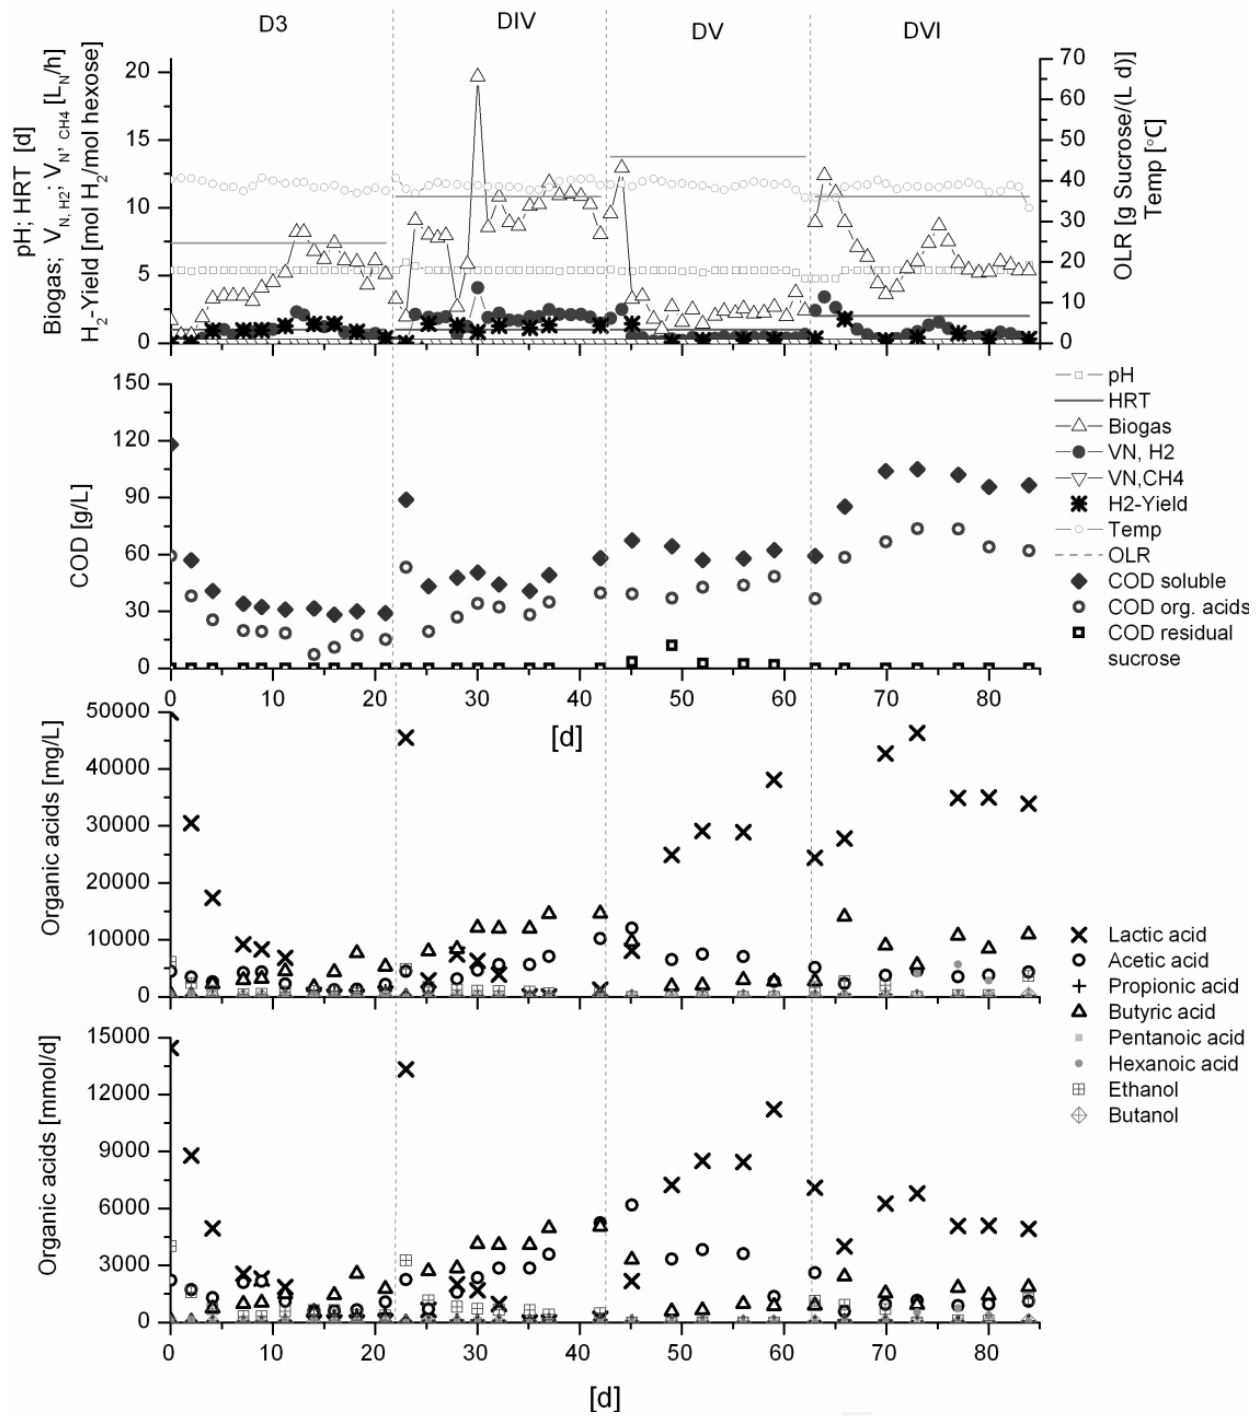 D3 DIV DV DVI
pH; HRT [d]
Biogas; V_N, H2; V_N, CH4 [L_N/h]
H2-Yield [mol H2/mol hexose]
20
15
10
5
0
70
60
50
40
30
20
10
0
OLR [g Sucrose/(L d)]
Temp [°C]
COD [g/L]
150
120
90
60
30
0
0 10 20 30 40 50 60 70 80
[d]
pH
HRT
Biogas
VN, H2
VN,CH4
H2-Yield
Temp
OLR
COD soluble
COD org. acids
COD residual
sucrose
Organic acids [mg/L]
50000
40000
30000
20000
10000
0
Lactic acid
Acetic acid
Propionic acid
Butyric acid
Pentanoic acid
Hexanoic acid
Ethanol
Butanol
Organic acids [mmol/d]
15000
12000
9000
6000
3000
0
0 10 20 30 40 50 60 70 80
[d]